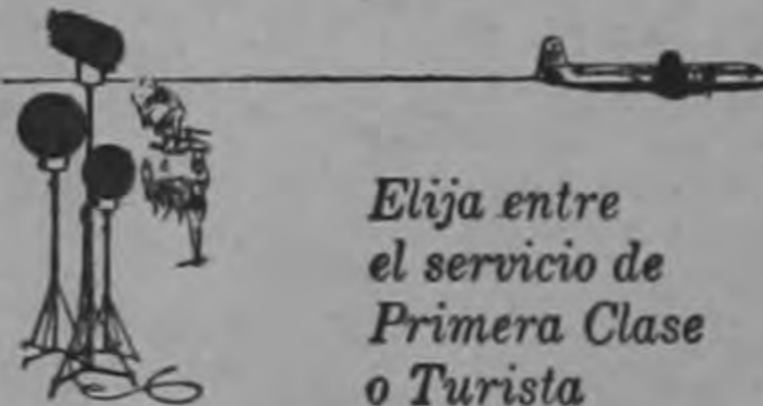 Elija entre
el servicio de
Primera Clase
o Turista